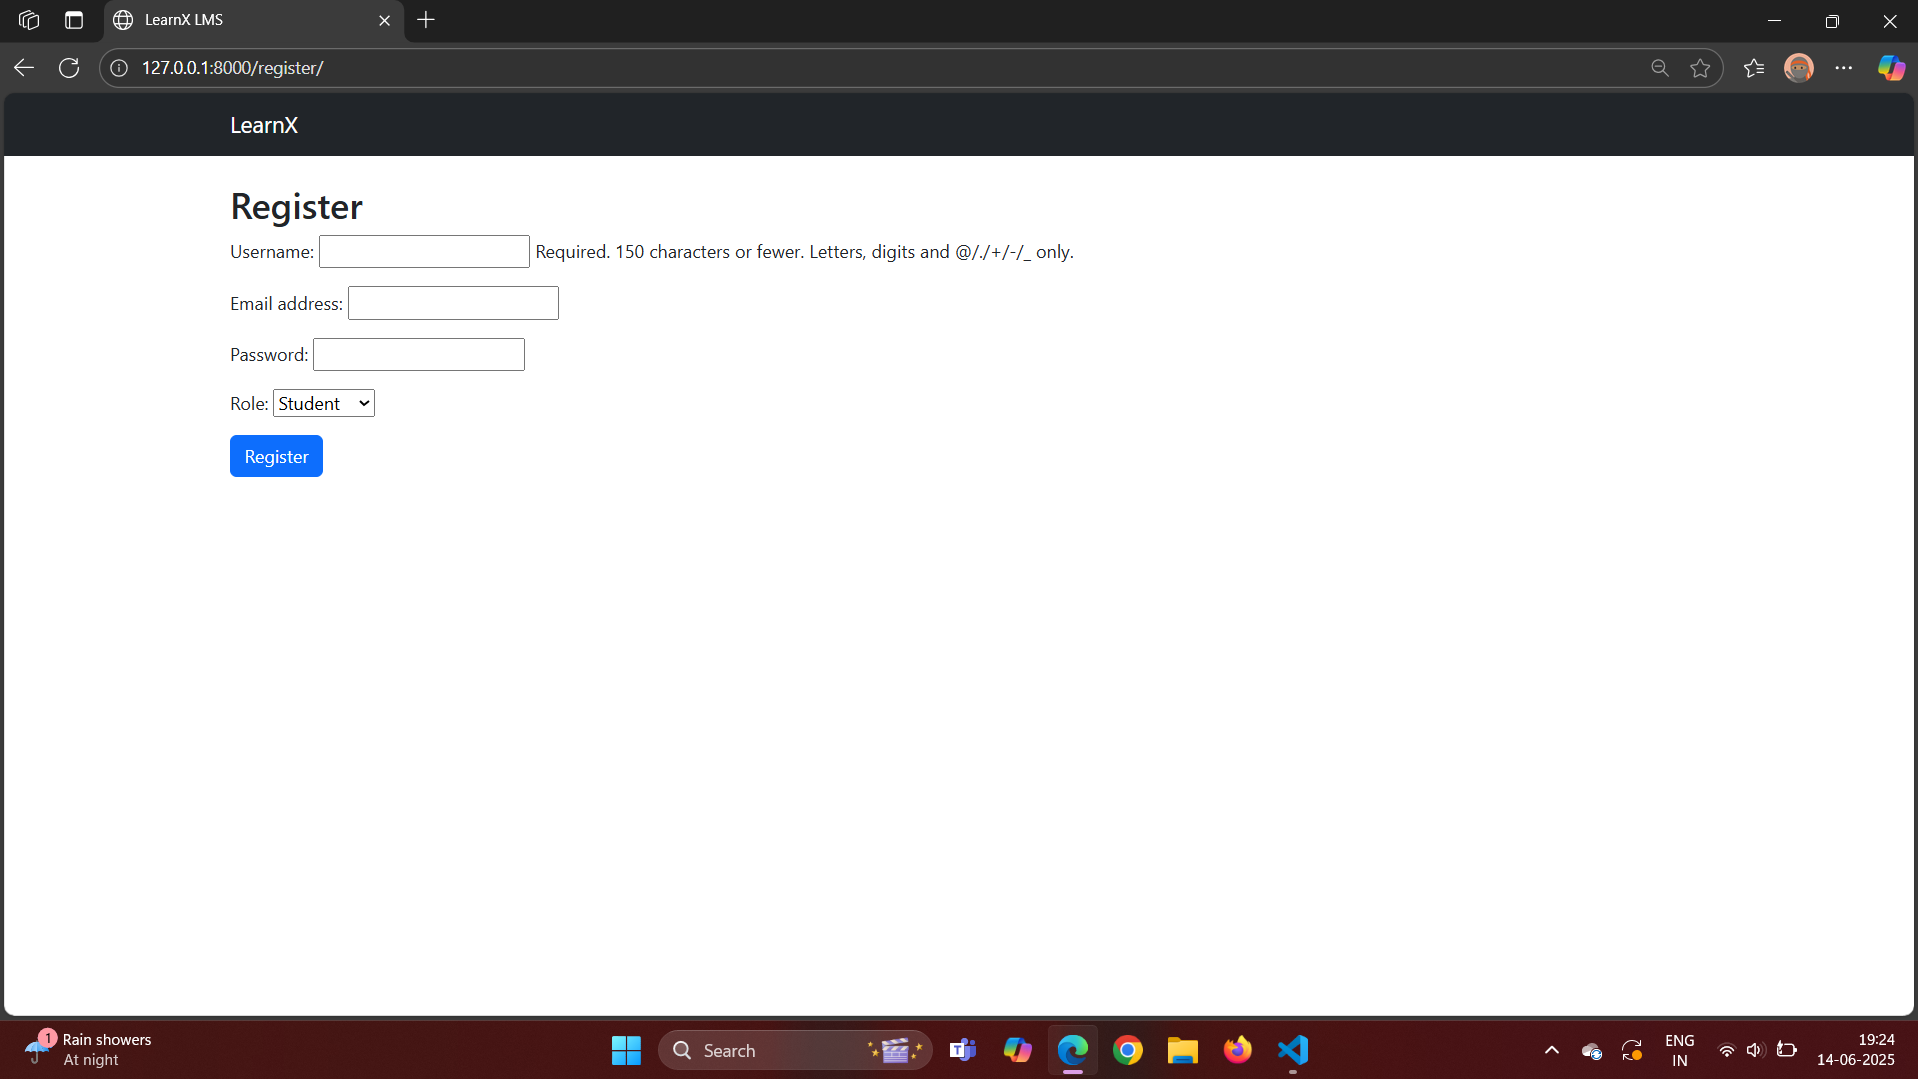 LearnX LMS
127.0.0.1:8000/register/
LearnX
Register
Username: Required. 150 characters or fewer. Letters, digits and @/./+/-/_ only.
Email address:
Password:
Role: Student
Register
1
Rain showers
At night
Search
ENG
IN
19:24
14-06-2025